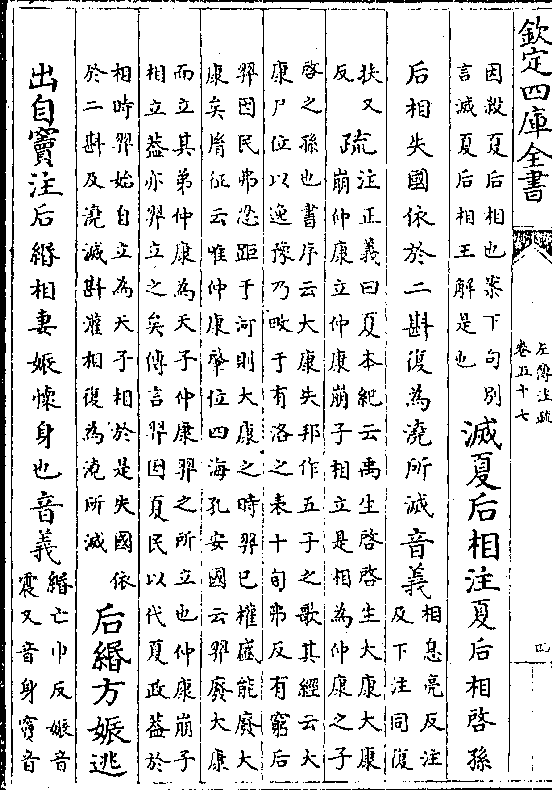 欽定四庫全書
左傳注疏
卷五十七
四
因殺夏后相也案下句別
言滅夏后相王解是也
滅夏后相注夏后相啓孫
后相失國依於二斟復為澆所滅音義
相息亮反注
及下注同復
扶又
反
疏
注正義曰夏本紀云禹生啓啓生大康大康
崩仲康立仲康崩子相立是相為仲康之子
啓之孫也書序云大康失邦作五子之歌其經云大
康尸位以逸豫乃畋于有洛之表十旬弗反有窮后
羿因民弗忍距于河則大康之時羿已權盛能廢大
康矣胤征云惟仲康肇位四海孔安國云羿廢大康
而立其弟仲康為天子仲康羿之所立也仲康崩子
相立蓋亦羿立之矣傳言羿因夏民以代夏政蓋於
相時羿始自立為天子相於是失國依
於二斟及澆滅斟灌相復為澆所滅
后緡方娠逃
出自竇注后緡相妻娠懷身也音義
緡亡巾反娠音
震又音身竇音